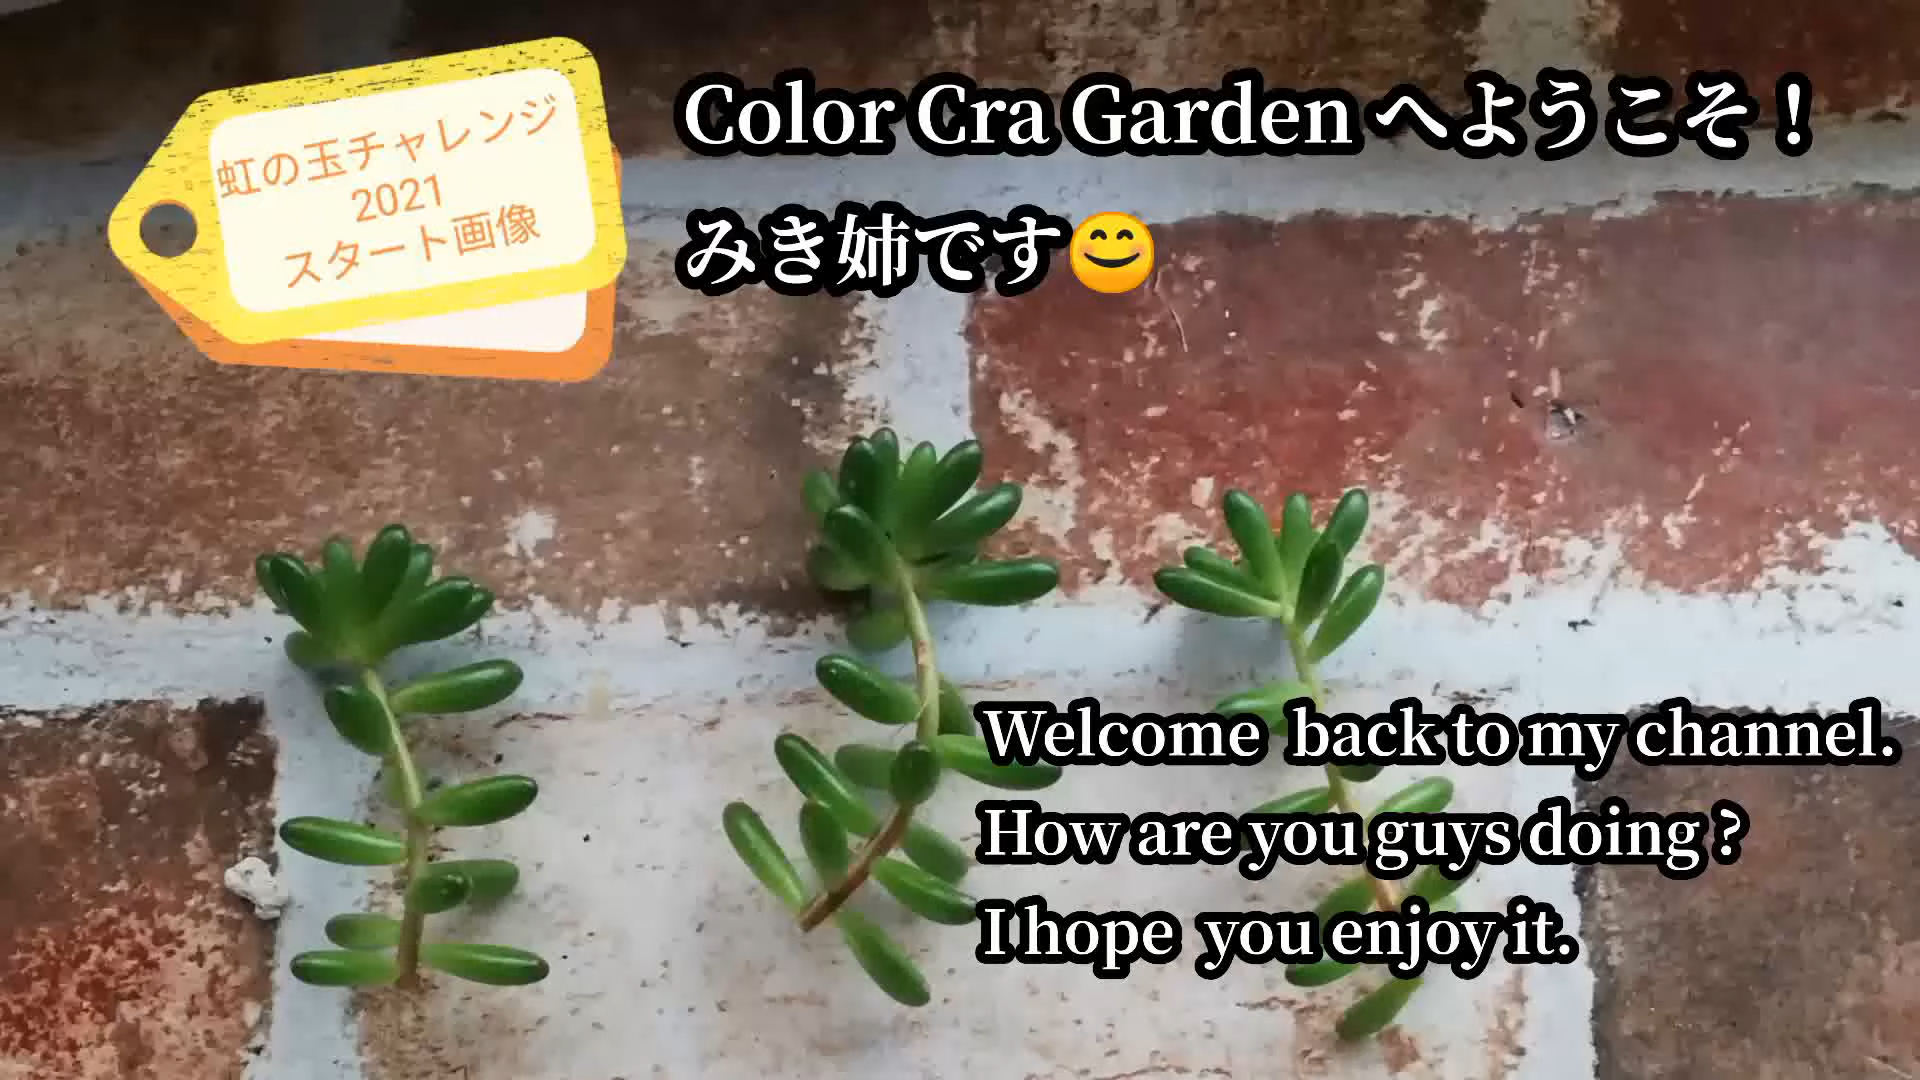 虹の玉チャレンジ
2021
スタート画像
Color Cra Garden へようこそ！
みき姉です😊
Welcome back to my channel.
How are you guys doing ?
I hope you enjoy it.